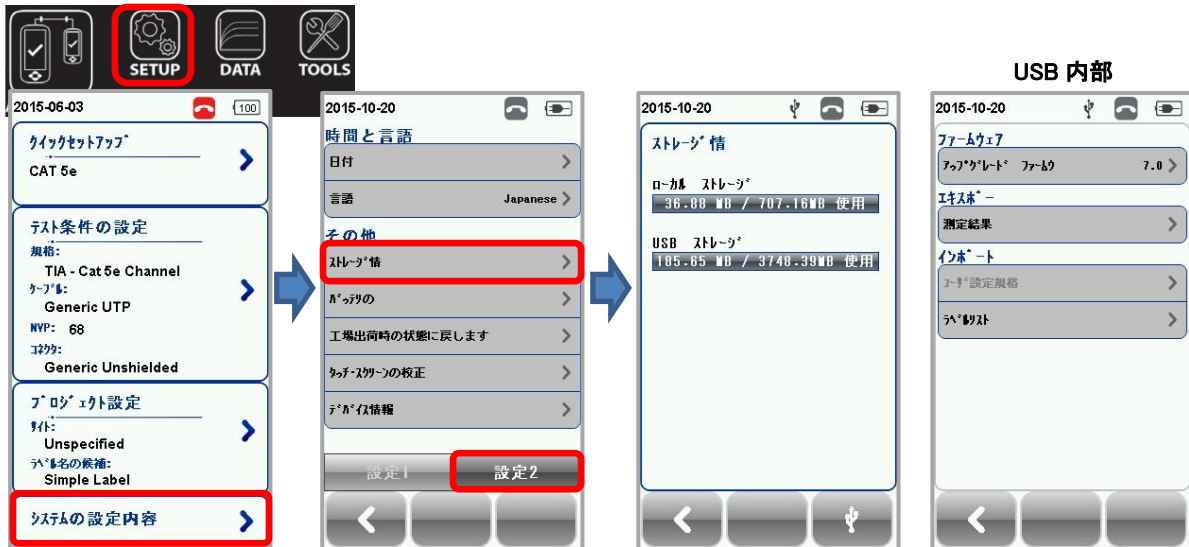 SETUP
DATA
TOOLS
USB 内部
2015-06-03
100
ｸｲｯｸｾｯﾄｱｯﾌﾟ
CAT 5e
ﾃｽﾄ条件の設定
規格:
TIA - Cat 5e Channel
ｹｰﾌﾞﾙ:
Generic UTP
NVP: 68
ｺﾈｸﾀ:
Generic Unshielded
ﾌﾟﾛｼﾞｪｸﾄ設定
ｻｲﾄ:
Unspecified
ﾗﾍﾞﾙ名の候補:
Simple Label
ｼｽﾃﾑの設定内容
2015-10-20
時間と言語
日付
言語 Japanese
その他
ｽﾄﾚｰｼﾞ情
ﾊﾞｯﾃﾘの
工場出荷時の状態に戻します
ﾀｯﾁ･ｽｸﾘｰﾝの校正
ﾃﾞﾊﾞｲｽ情報
設定1
設定2
2015-10-20
ｽﾄﾚｰｼﾞ情
ﾛｰｶﾙ ｽﾄﾚｰｼﾞ
36.88 MB / 707.16MB 使用
USB ｽﾄﾚｰｼﾞ
185.65 MB / 3748.39MB 使用
2015-10-20
ﾌｧｰﾑｳｪｱ
ｱｯﾌﾟｸﾞﾚｰﾄﾞ ﾌｧｰﾑｳ 7.0
ｴｷｽﾎﾟｰ
測定結果
ｲﾝﾎﾟｰﾄ
ﾕｰｻﾞ設定規格
ﾗﾍﾞﾙﾘｽﾄ